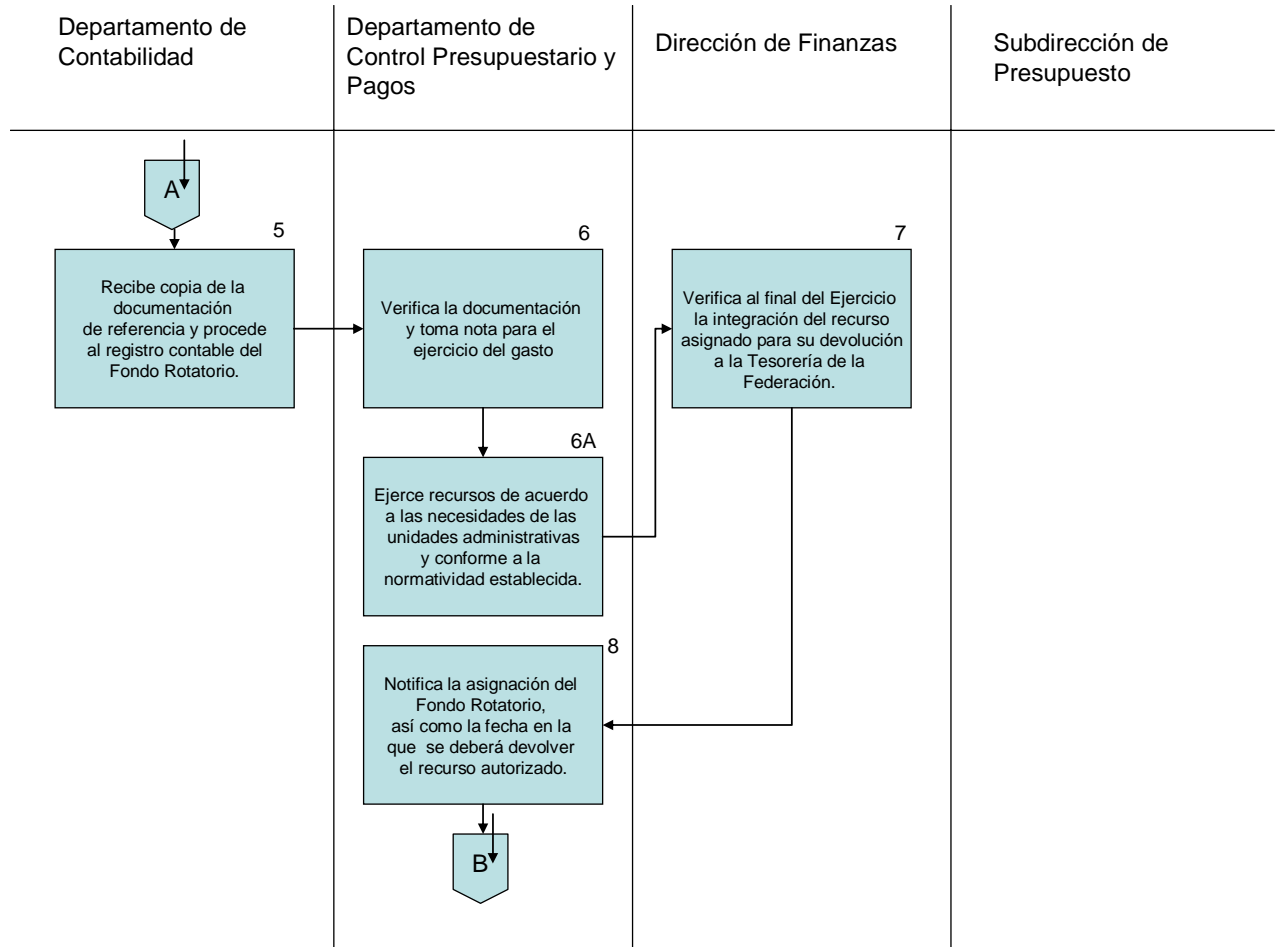 Departamento de
Contabilidad
Departamento de
Control Presupuestario y
Pagos
Dirección de Finanzas
Subdirección de
Presupuesto
A
5
Recibe copia de la
documentación
de referencia y procede
al registro contable del
Fondo Rotatorio.
6
Verifica la documentación
y toma nota para el
ejercicio del gasto
7
Verifica al final del Ejercicio
la integración del recurso
asignado para su devolución
a la Tesorería de la
Federación.
6A
Ejerce recursos de acuerdo
a las necesidades de las
unidades administrativas
y conforme a la
normatividad establecida.
8
Notifica la asignación del
Fondo Rotatorio,
así como la fecha en la
que se deberá devolver
el recurso autorizado.
B